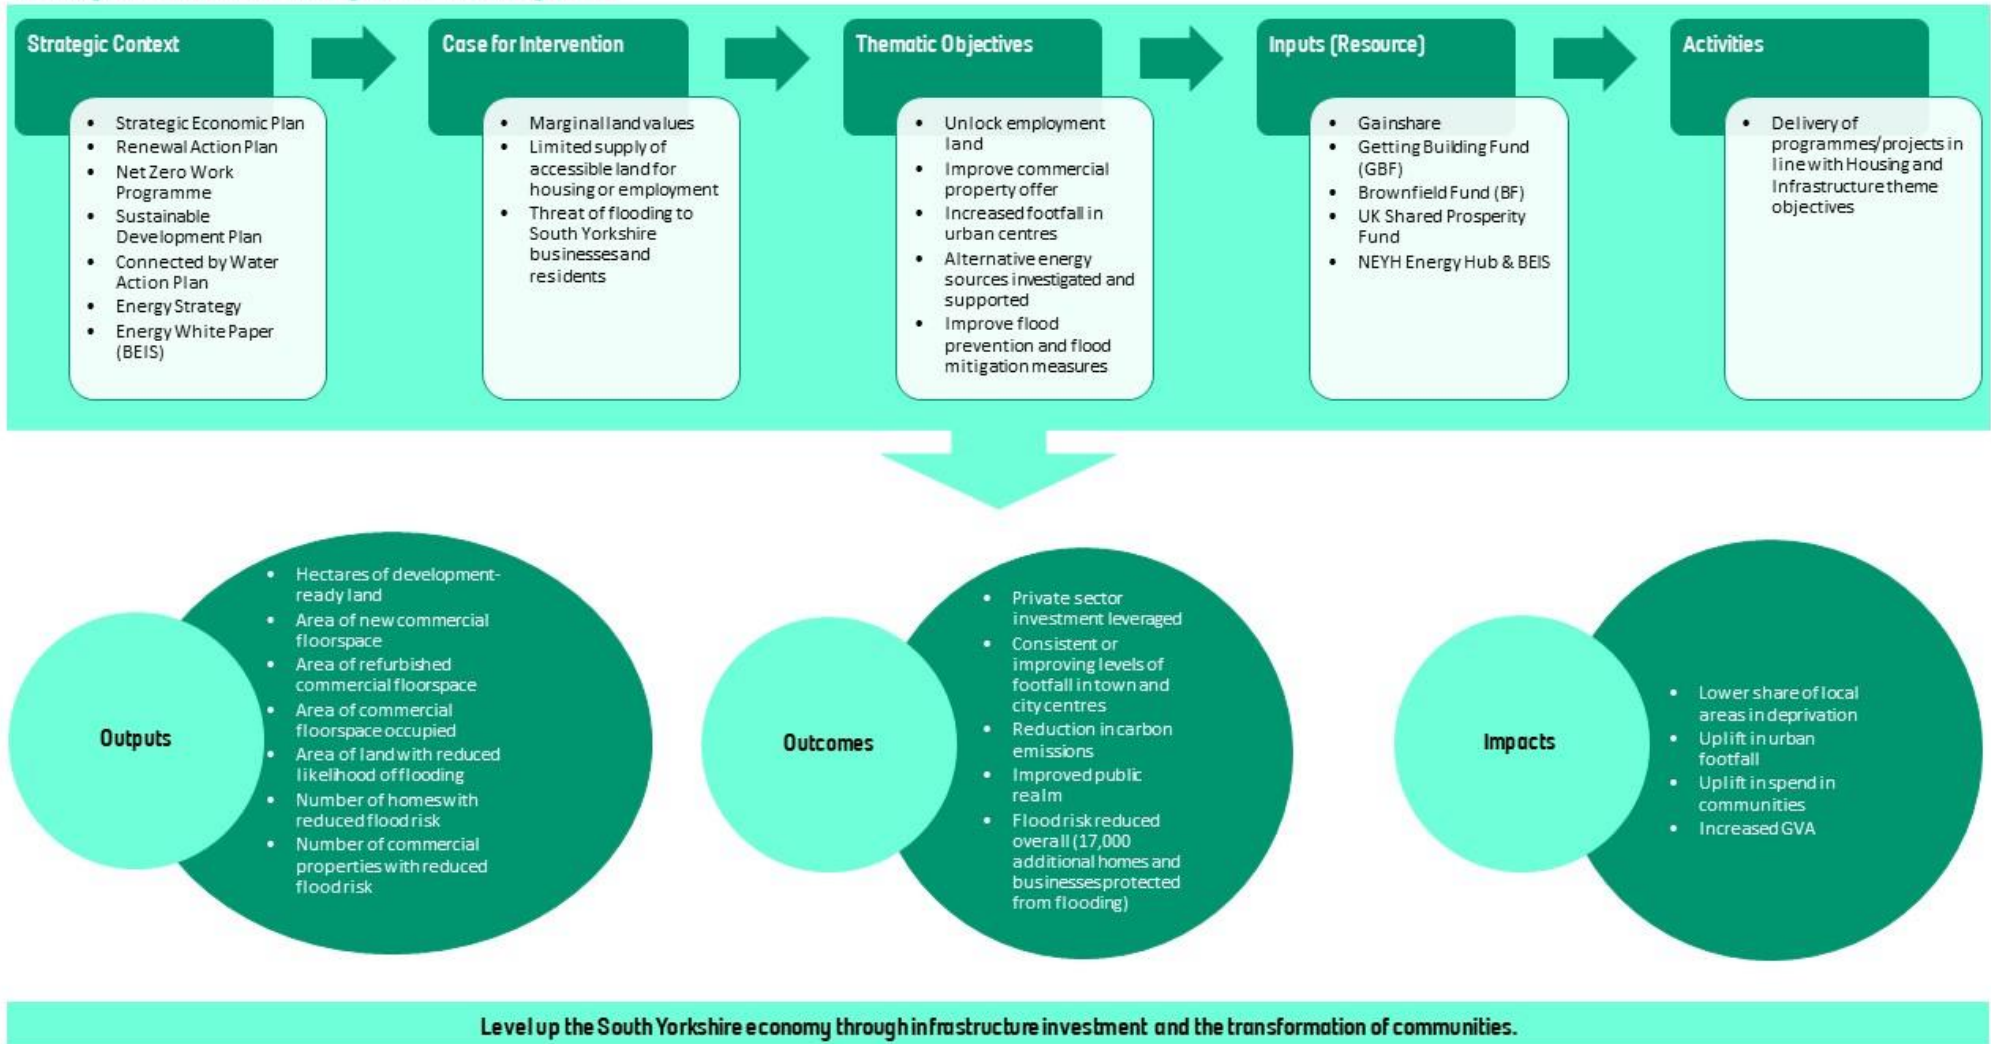 Strategic Context
Case for Intervention
Thematic Objectives
Inputs (Resource)
Activities
• Strategic Economic Plan
• Renewal Action Plan
• Net Zero Work
Programme
• Sustainable
Development Plan
• Connected by Water
Action Plan
• Energy Strategy
• Energy White Paper
(BEIS)
• Marginal land values
• Limited supply of
accessible land for
housing or employment
• Threat of flooding to
South Yorkshire
businesses and
residents
• Unlock employment
land
• Improve commercial
property offer
• Increased footfall in
urban centres
• Alternative energy
sources investigated and
supported
• Improve flood
prevention and flood
mitigation measures
• Gainshare
• Getting Building Fund
(GBF)
• Brownfield Fund (BF)
• UK Shared Prosperity
Fund
• NEYH Energy Hub & BEIS
• Delivery of
programmes/projects in
line with Housing and
Infrastructure theme
objectives
Outputs
• Hectares of development-
ready land
• Area of new commercial
floorspace
• Area of refurbished
commercial floorspace
• Area of commercial
floorspace occupied
• Area of land with reduced
likelihood of flooding
• Number of homes with
reduced flood risk
• Number of commercial
properties with reduced
flood risk
Outcomes
• Private sector
investment leveraged
• Consistent or
improving levels of
footfall in town and
city centres
• Reduction in carbon
emissions
• Improved public
realm
• Flood risk reduced
overall (17,000
additional homes and
businesses protected
from flooding)
Impacts
• Lower share of local
areas in deprivation
• Uplift in urban
footfall
• Uplift in spend in
communities
• Increased GVA
Level up the South Yorkshire economy through infrastructure investment and the transformation of communities.